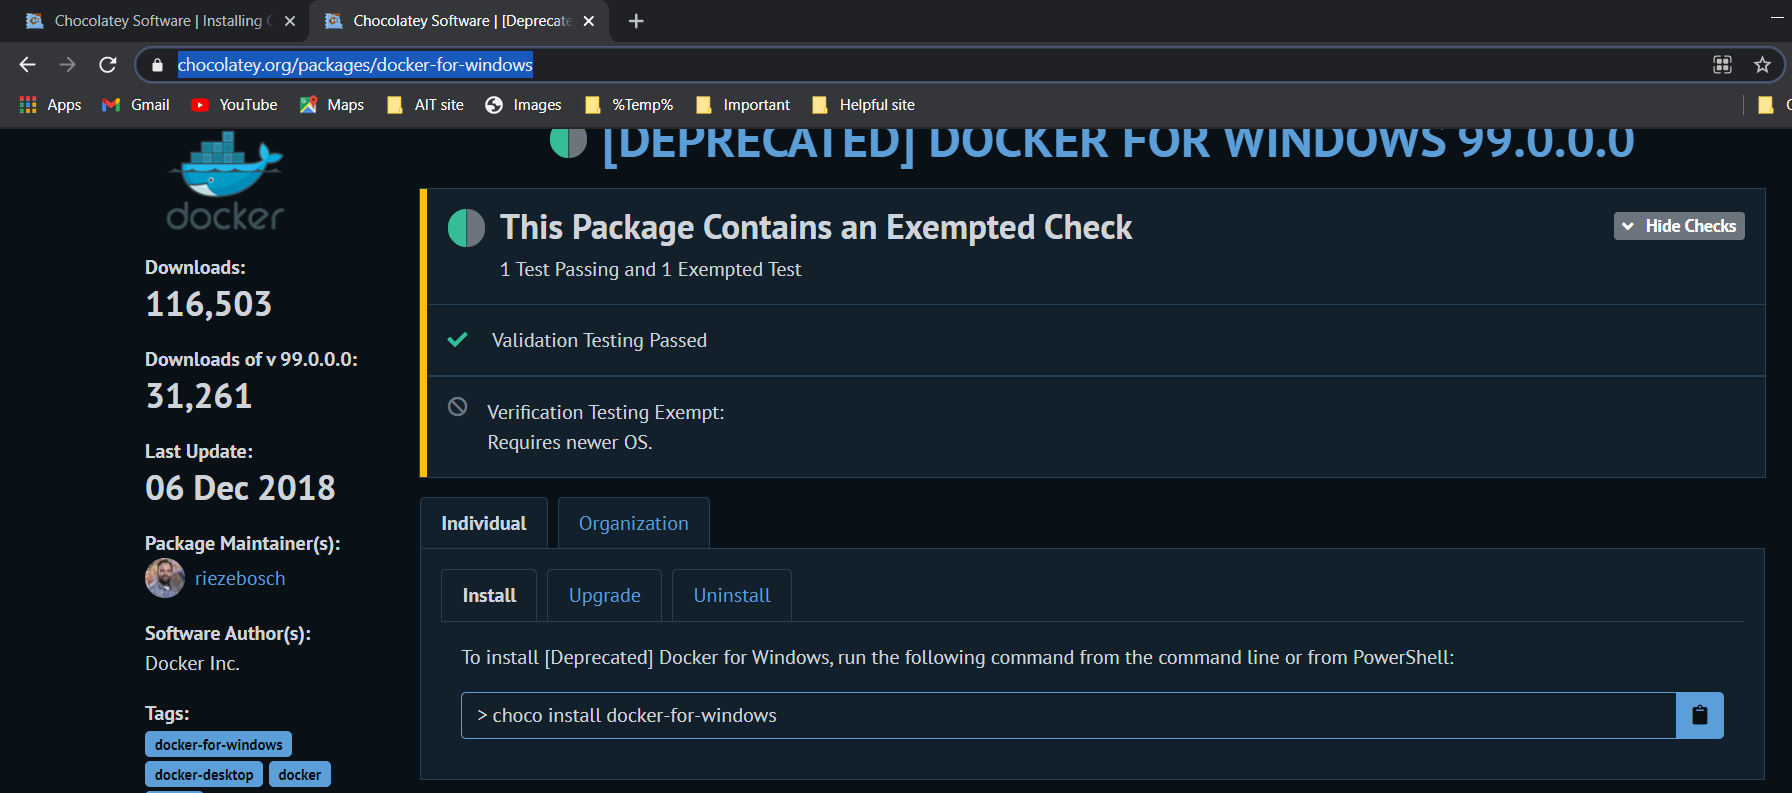 Chocolatey Software | Installing C
Chocolatey Software | [Deprecate
chocolatey.org/packages/docker-for-windows
Apps
Gmail
YouTube
Maps
AIT site
Images
%Temp%
Important
Helpful site
docker
[DEPRECATED] DOCKER FOR WINDOWS 99.0.0.0
This Package Contains an Exempted Check
Hide Checks
1 Test Passing and 1 Exempted Test
Validation Testing Passed
Verification Testing Exempt:
Requires newer OS.
Downloads:
116,503
Downloads of v 99.0.0.0:
31,261
Last Update:
06 Dec 2018
Package Maintainer(s):
riezebosch
Software Author(s):
Docker Inc.
Tags:
docker-for-windows
docker-desktop
docker
Individual
Organization
Install
Upgrade
Uninstall
To install [Deprecated] Docker for Windows, run the following command from the command line or from PowerShell:
> choco install docker-for-windows